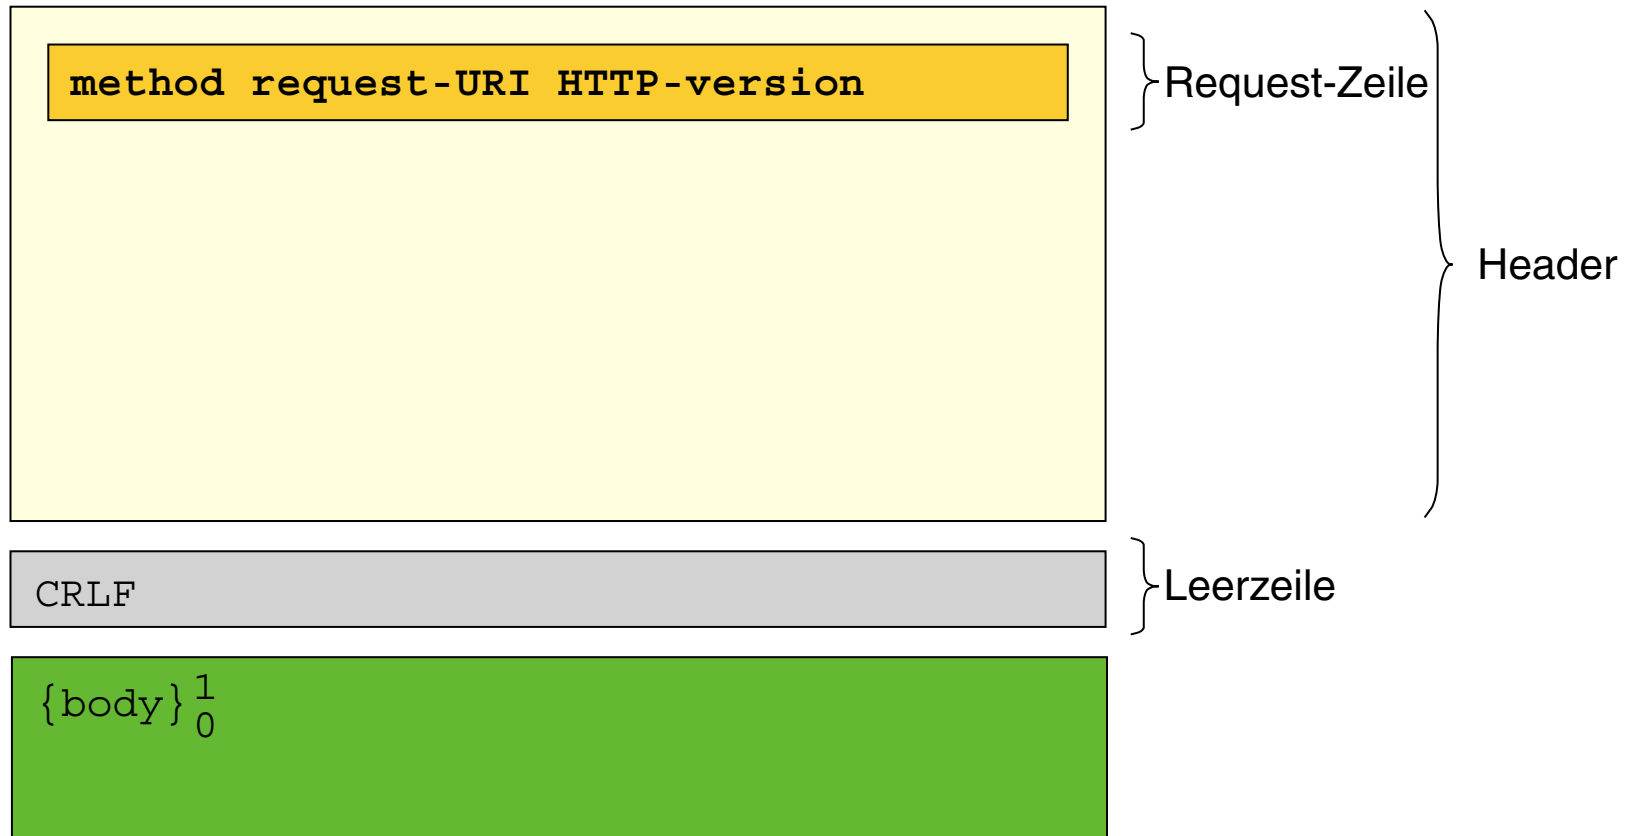 method request-URI HTTP-version
Request-Zeile
Header
CRLF
Leerzeile
{body}1
0